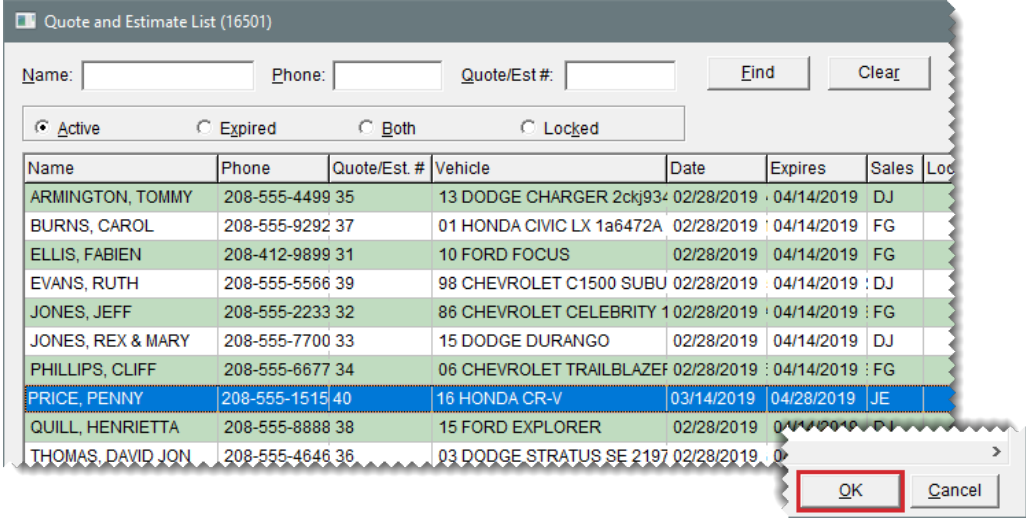 Quote and Estimate List (16501)
Name: Phone: Quote/Est #: Find Clear
Active Expired Both Locked
Name Phone Quote/Est. # Vehicle Date Expires Sales
ARMINGTON, TOMMY 208-555-4499 35 13 DODGE CHARGER 2ckj934 02/28/2019 04/14/2019 DJ
BURNS, CAROL 208-555-9292 37 01 HONDA CIVIC LX 1a6472A 02/28/2019 04/14/2019 FG
ELLIS, FABIEN 208-412-9899 31 10 FORD FOCUS 02/28/2019 04/14/2019 FG
EVANS, RUTH 208-555-5566 39 98 CHEVROLET C1500 SUBU 02/28/2019 04/14/2019 DJ
JONES, JEFF 208-555-2233 32 86 CHEVROLET CELEBRITY 1 02/28/2019 04/14/2019 FG
JONES, REX & MARY 208-555-7700 33 15 DODGE DURANGO 02/28/2019 04/14/2019 DJ
PHILLIPS, CLIFF 208-555-6677 34 06 CHEVROLET TRAILBLAZER 02/28/2019 04/14/2019 FG
PRICE, PENNY 208-555-1515 40 16 HONDA CR-V 03/14/2019 04/28/2019 JE
QUILL, HENRIETTA 208-555-8888 38 15 FORD EXPLORER 02/28/2019 04/14/2019 DJ
THOMAS, DAVID JON 208-555-4646 36 03 DODGE STRATUS SE 2197 02/28/2019
OK Cancel